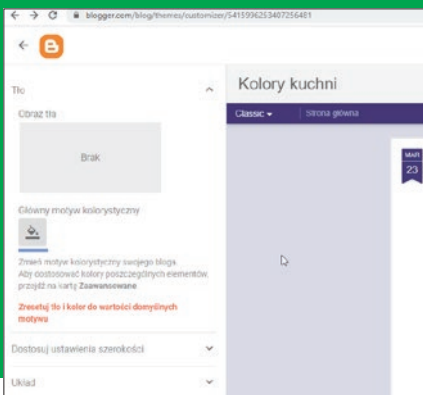 blogger.com/blog/themes/customizer/5415996253407256481
Tło
Obraz tła
Brak
Główny motyw kolorystyczny
Zmień motyw kolorystyczny swojego bloga.
Aby dostosować kolory poszczególnych elementów,
przejdź na kartę Zaawansowane
Zresetuj tło i kolor do wartości domyślnych
motywu
Dostosuj ustawienia szerokości
Układ
Kolory kuchni
Classic
Strona główna
MAR
23